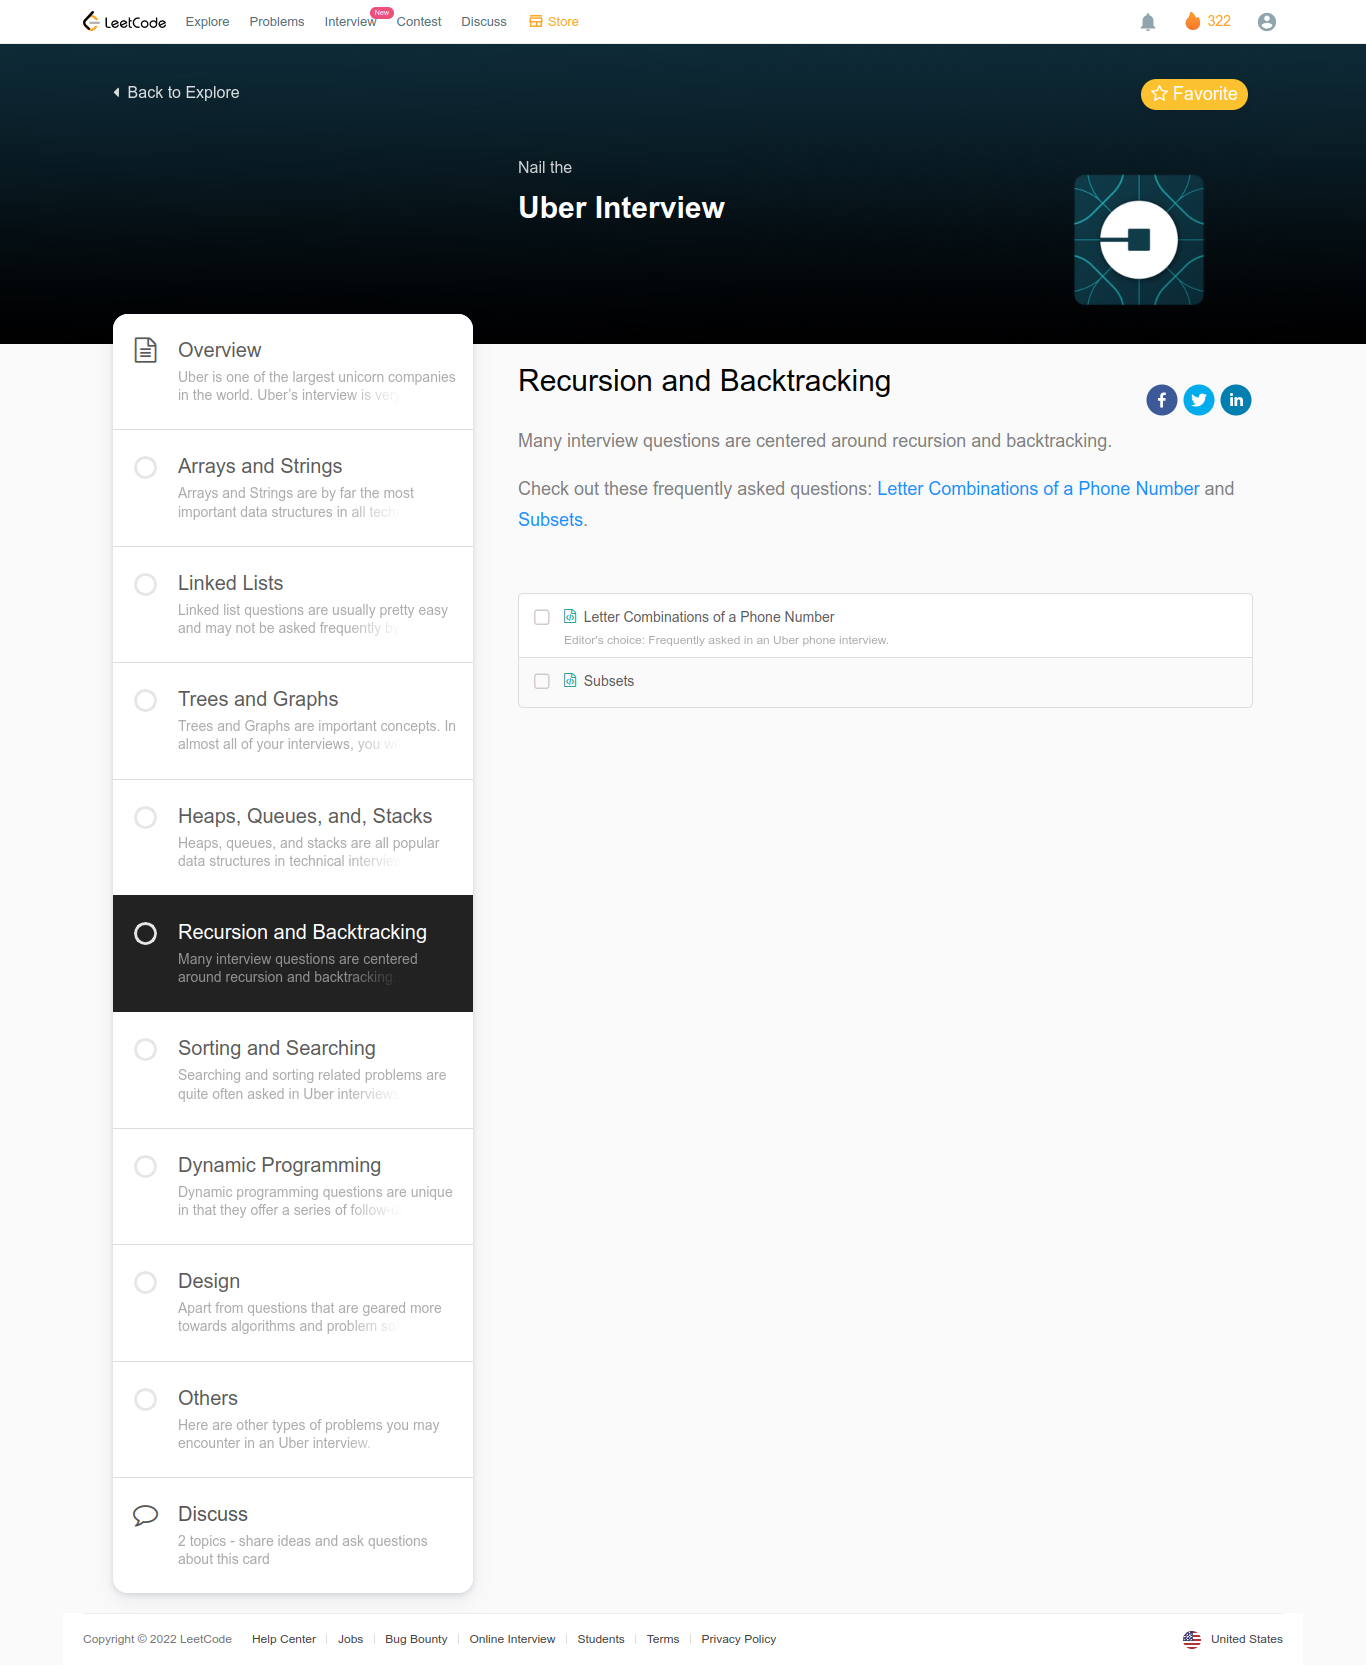 LeetCode Explore Problems Interview New Contest Discuss Store 322
Back to Explore
Favorite
Nail the
Uber Interview
Overview
Uber is one of the largest unicorn companies
in the world. Uber's interview is very
Arrays and Strings
Arrays and Strings are by far the most
important data structures in all tech
Linked Lists
Linked list questions are usually pretty easy
and may not be asked frequently by
Trees and Graphs
Trees and Graphs are important concepts. In
almost all of your interviews, you w
Heaps, Queues, and, Stacks
Heaps, queues, and stacks are all popular
data structures in technical interview
Recursion and Backtracking
Many interview questions are centered
around recursion and backtracking
Sorting and Searching
Searching and sorting related problems are
quite often asked in Uber interviews
Dynamic Programming
Dynamic programming questions are unique
in that they offer a series of follow-
Design
Apart from questions that are geared more
towards algorithms and problem so
Others
Here are other types of problems you may
encounter in an Uber interview.
Discuss
2 topics - share ideas and ask questions
about this card
Recursion and Backtracking
Many interview questions are centered around recursion and backtracking.
Check out these frequently asked questions: Letter Combinations of a Phone Number and
Subsets.
Letter Combinations of a Phone Number
Editor's choice: Frequently asked in an Uber phone interview.
Subsets
Copyright © 2022 LeetCode Help Center Jobs Bug Bounty Online Interview Students Terms Privacy Policy United States